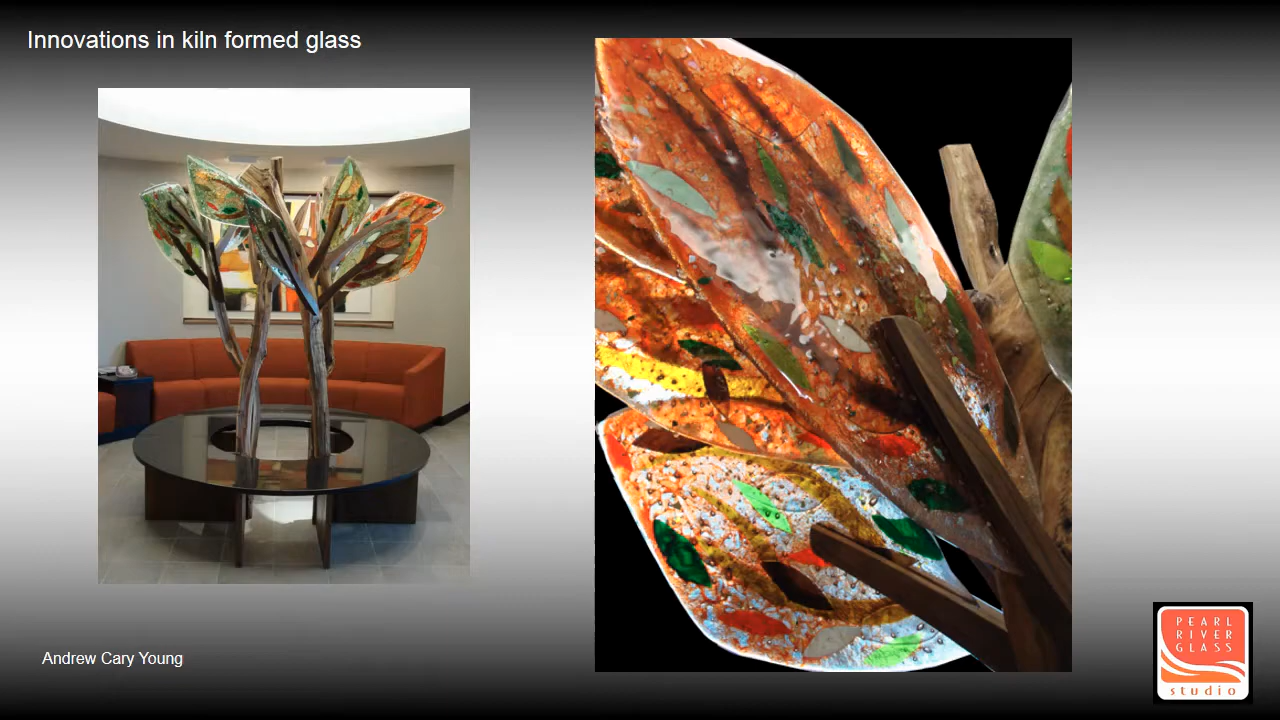 Innovations in kiln formed glass
Andrew Cary Young
PEARL
RIVER
GLASS
studio